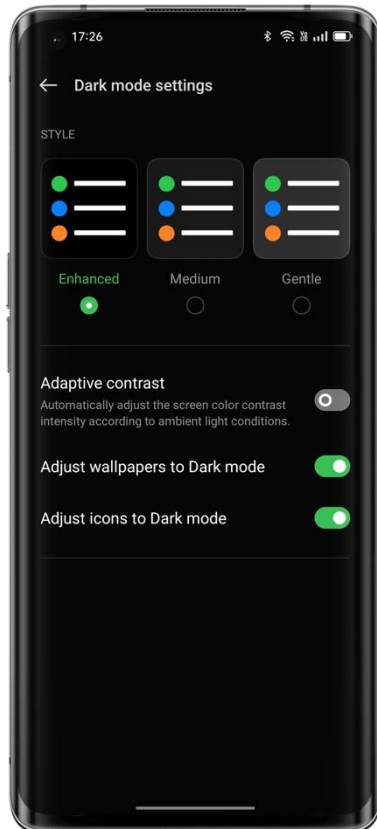 17:26
Dark mode settings
STYLE
Enhanced
Medium
Gentle
Adaptive contrast
Automatically adjust the screen color contrast
intensity according to ambient light conditions.
Adjust wallpapers to Dark mode
Adjust icons to Dark mode